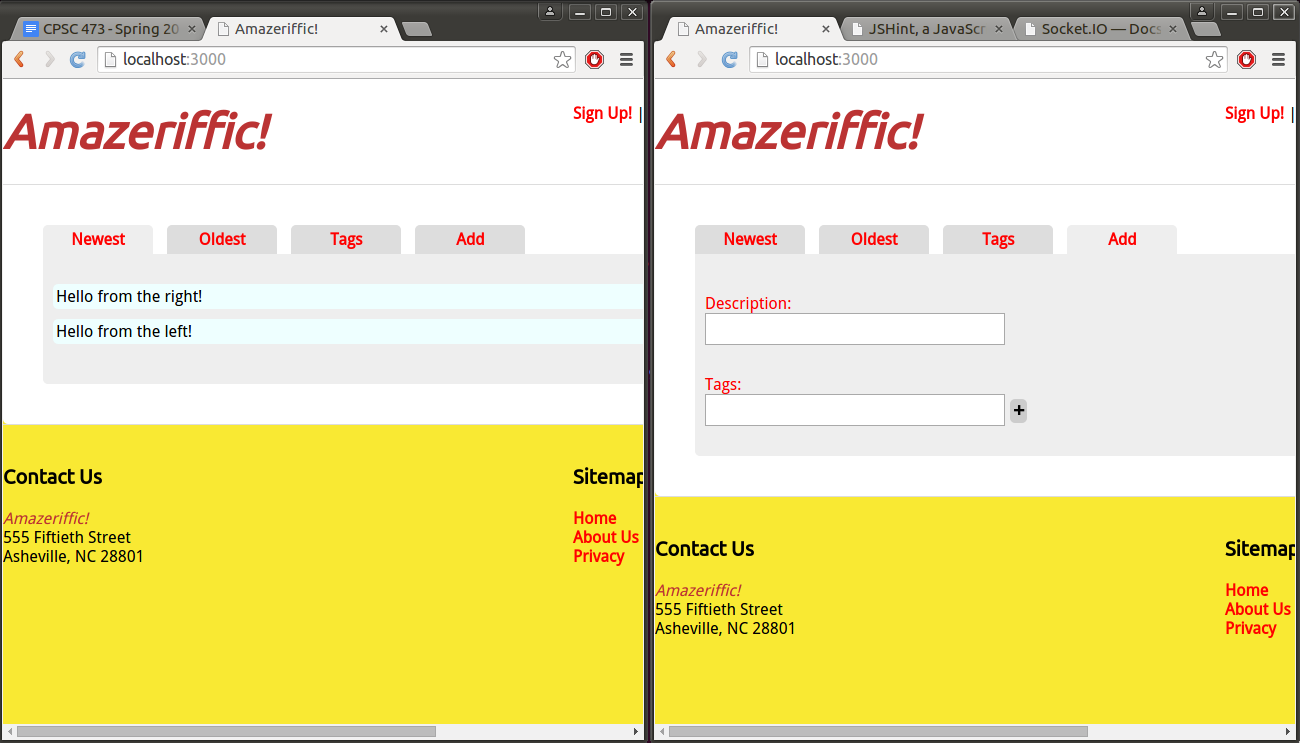 CPSC 473 - Spring 20
Amazeriffic!
localhost:3000
Amazeriffic!
Sign Up! |
Newest
Oldest
Tags
Add
Hello from the right!
Hello from the left!
Contact Us
Sitemap
Amazeriffic!
555 Fiftieth Street
Asheville, NC 28801
Home
About Us
Privacy
Amazeriffic!
JSHint, a JavaScr
Socket.IO — Docs
localhost:3000
Amazeriffic!
Sign Up! |
Newest
Oldest
Tags
Add
Description:
Tags:
+
Contact Us
Sitemap
Amazeriffic!
555 Fiftieth Street
Asheville, NC 28801
Home
About Us
Privacy